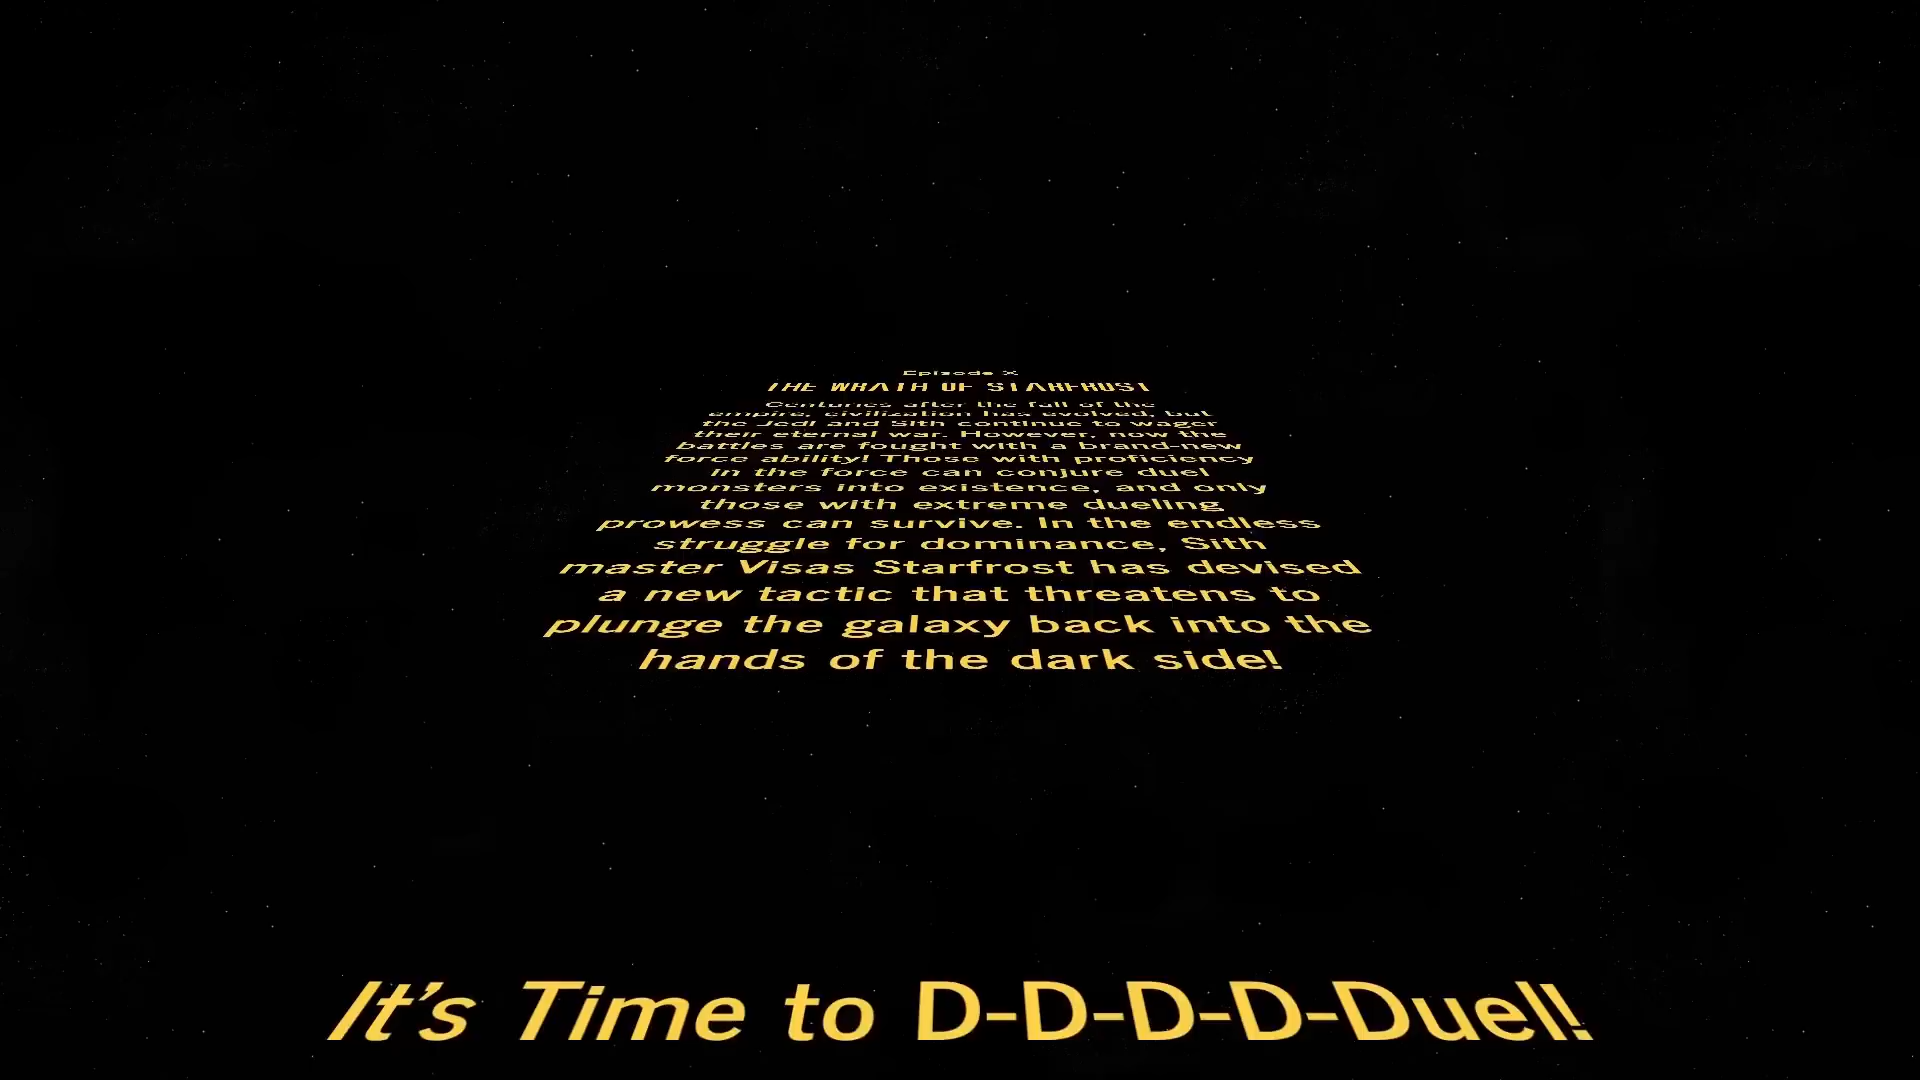 Episode X
THE WRATH OF STARFROST
Centuries after the fall of the
empire, civilization has evolved, but
the Jedi and Sith continue to wager
their eternal war. However, now the
battles are fought with a brand-new
force ability! Those with proficiency
in the force can conjure duel
monsters into existence, and only
those with extreme dueling
prowess can survive. In the endless
struggle for dominance, Sith
master Visas Starfrost has devised
a new tactic that threatens to
plunge the galaxy back into the
hands of the dark side!
It's Time to D-D-D-D-Duel!